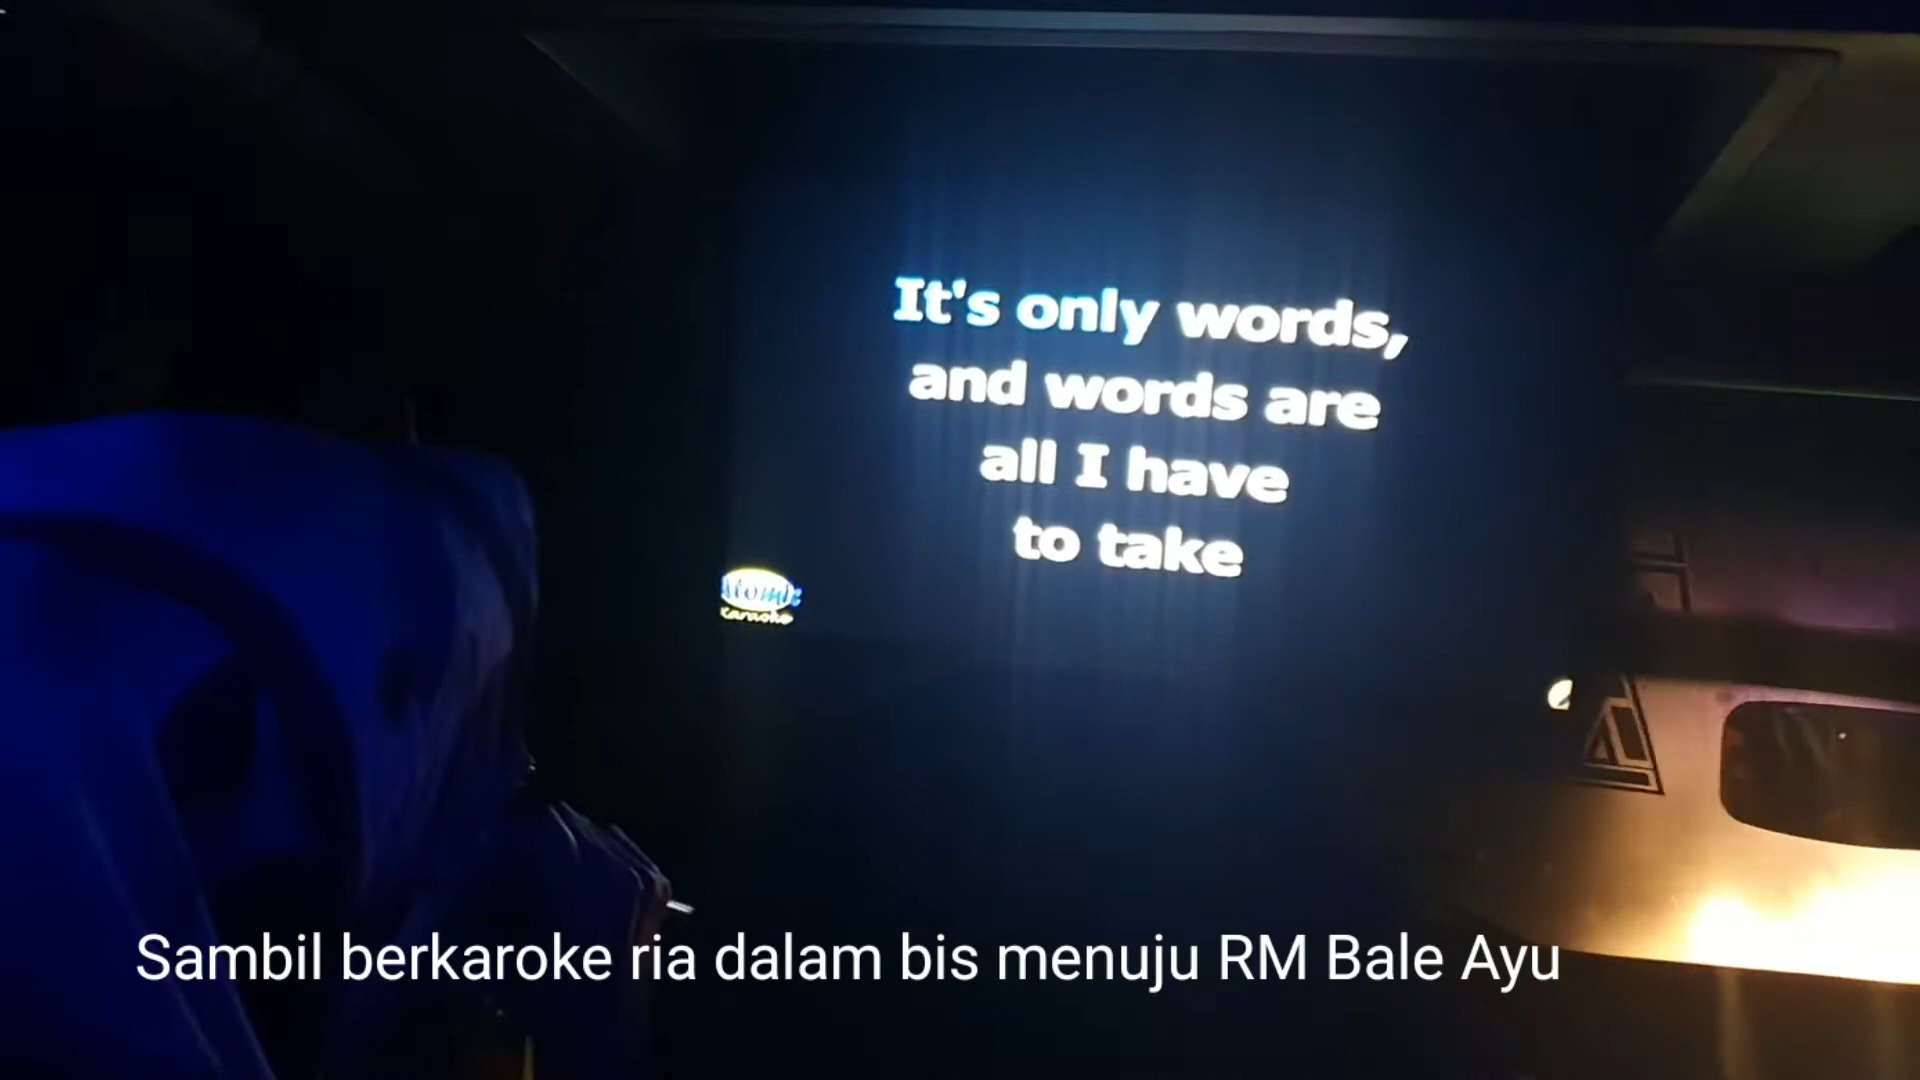 It's only words,
and words are
all I have
to take
Karaoke
Sambil berkaroke ria dalam bis menuju RM Bale Ayu